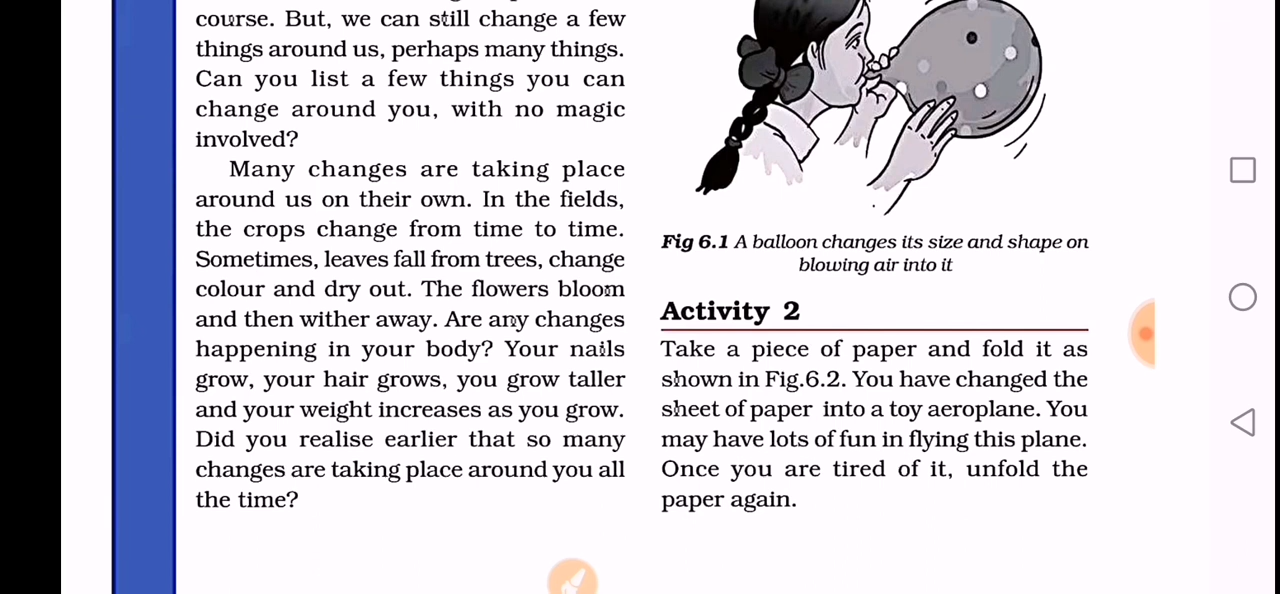 course. But, we can still change a few
things around us, perhaps many things.
Can you list a few things you can
change around you, with no magic
involved?
Many changes are taking place
around us on their own. In the fields,
the crops change from time to time.
Sometimes, leaves fall from trees, change
colour and dry out. The flowers bloom
and then wither away. Are any changes
happening in your body? Your nails
grow, your hair grows, you grow taller
and your weight increases as you grow.
Did you realise earlier that so many
changes are taking place around you all
the time?
Fig 6.1 A balloon changes its size and shape on
blowing air into it
Activity 2
Take a piece of paper and fold it as
shown in Fig.6.2. You have changed the
sheet of paper into a toy aeroplane. You
may have lots of fun in flying this plane.
Once you are tired of it, unfold the
paper again.